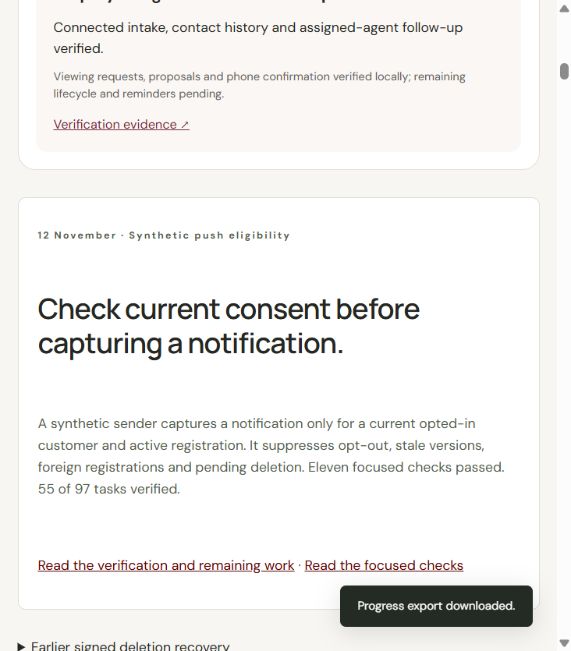 Connected intake, contact history and assigned-agent follow-up
verified.
Viewing requests, proposals and phone confirmation verified locally; remaining
lifecycle and reminders pending.
Verification evidence ↗
12 November · Synthetic push eligibility
Check current consent before
capturing a notification.
A synthetic sender captures a notification only for a current opted-in
customer and active registration. It suppresses opt-out, stale versions,
foreign registrations and pending deletion. Eleven focused checks passed.
55 of 97 tasks verified.
Read the verification and remaining work · Read the focused checks
Progress export downloaded.
Earlier signed deletion recovery